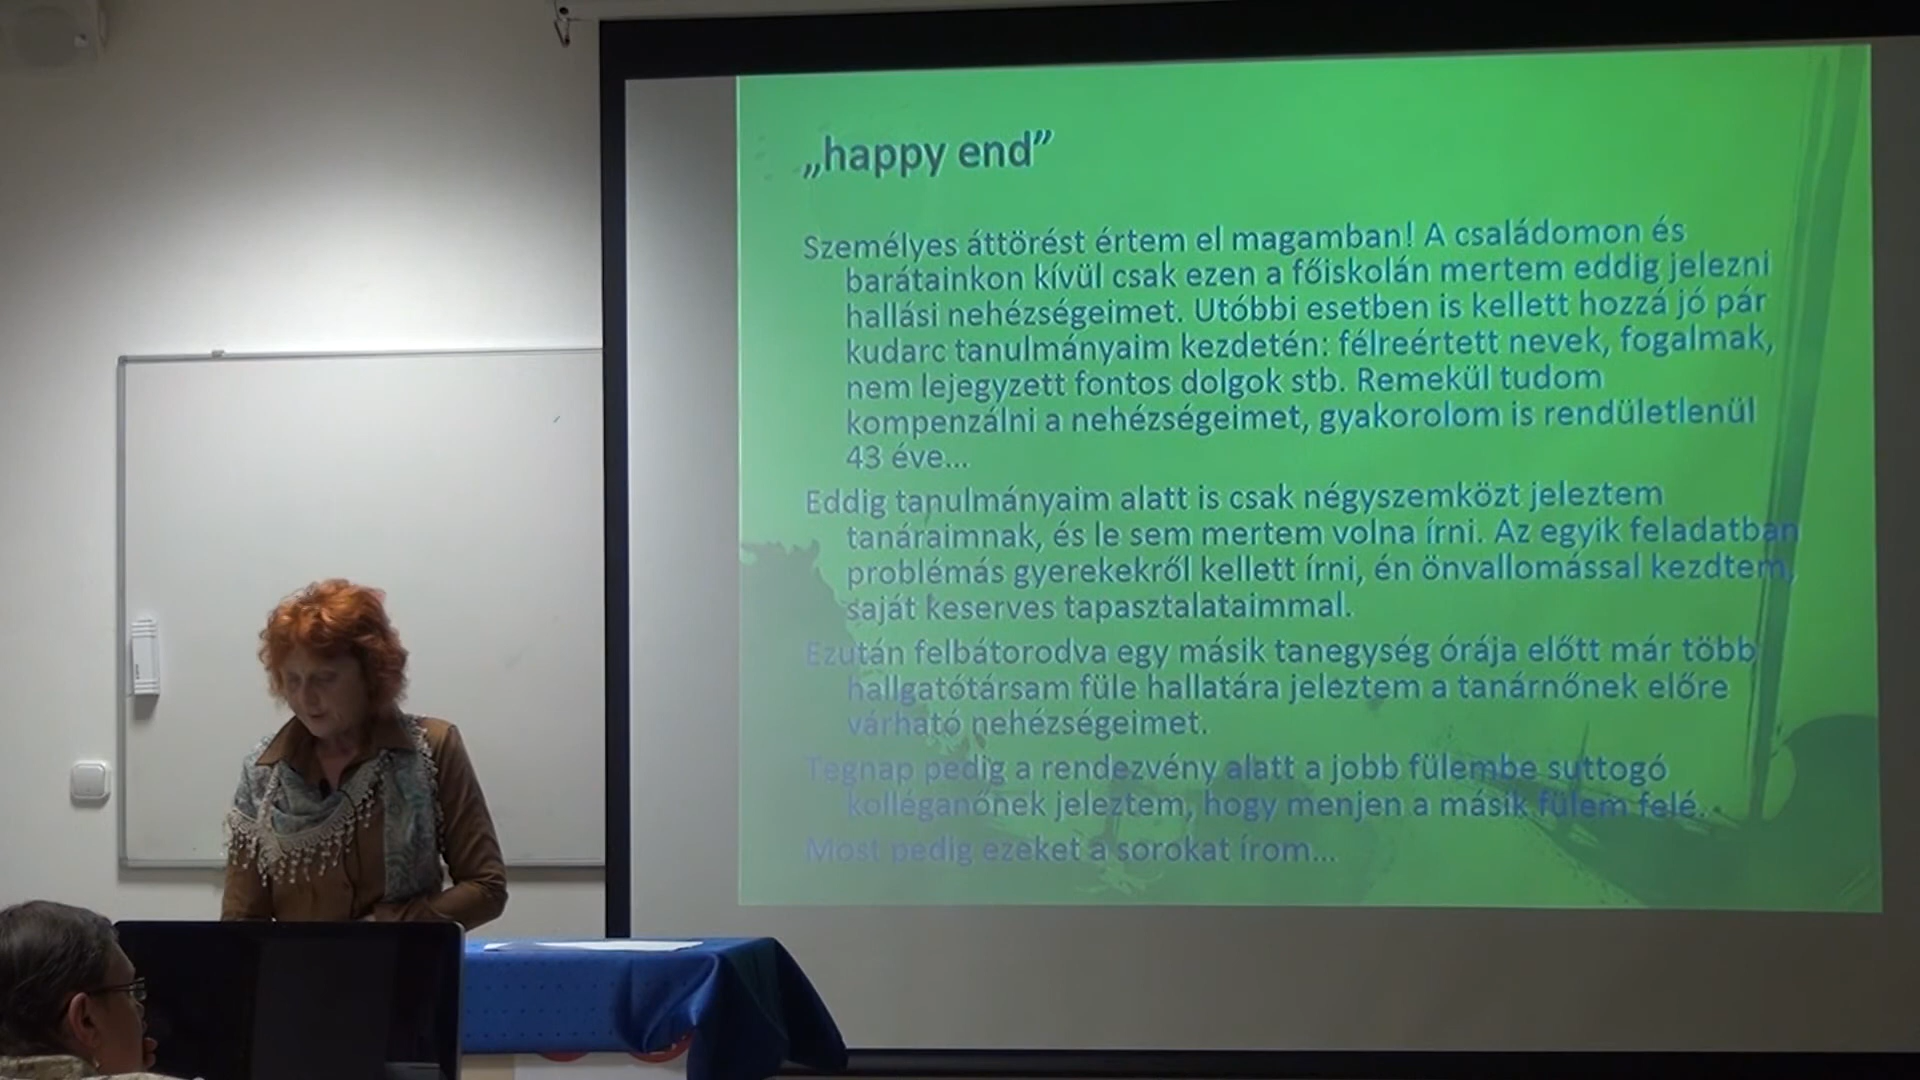 „happy end”
Személyes áttörést értem el magamban! A családomon és
barátainkon kívül csak ezen a főiskolán mertem eddig jelezni
hallási nehézségeimet. Utóbbi esetben is kellett hozzá jó pár
kudarc tanulmányaim kezdetén: félreértett nevek, fogalmak,
nem lejegyzett fontos dolgok stb. Remekül tudom
kompenzálni a nehézségeimet, gyakorolom is rendületlenül
43 éve...
Eddig tanulmányaim alatt is csak négyszemközt jeleztem
tanáraimnak, és le sem mertem volna írni. Az egyik feladatban
problémás gyerekekről kellett írni, én önvallomással kezdtem,
saját keserves tapasztalataimmal.
Ezután felbátorodva egy másik tanegység órája előtt már több
hallgatótársam füle hallatára jeleztem a tanárnőnek előre
várható nehézségeimet.
Tegnap pedig a rendezvény alatt a jobb fülembe suttogó
kolléganőnek jeleztem, hogy menjen a másik fülem felé.
Most pedig ezeket a sorokat írom...